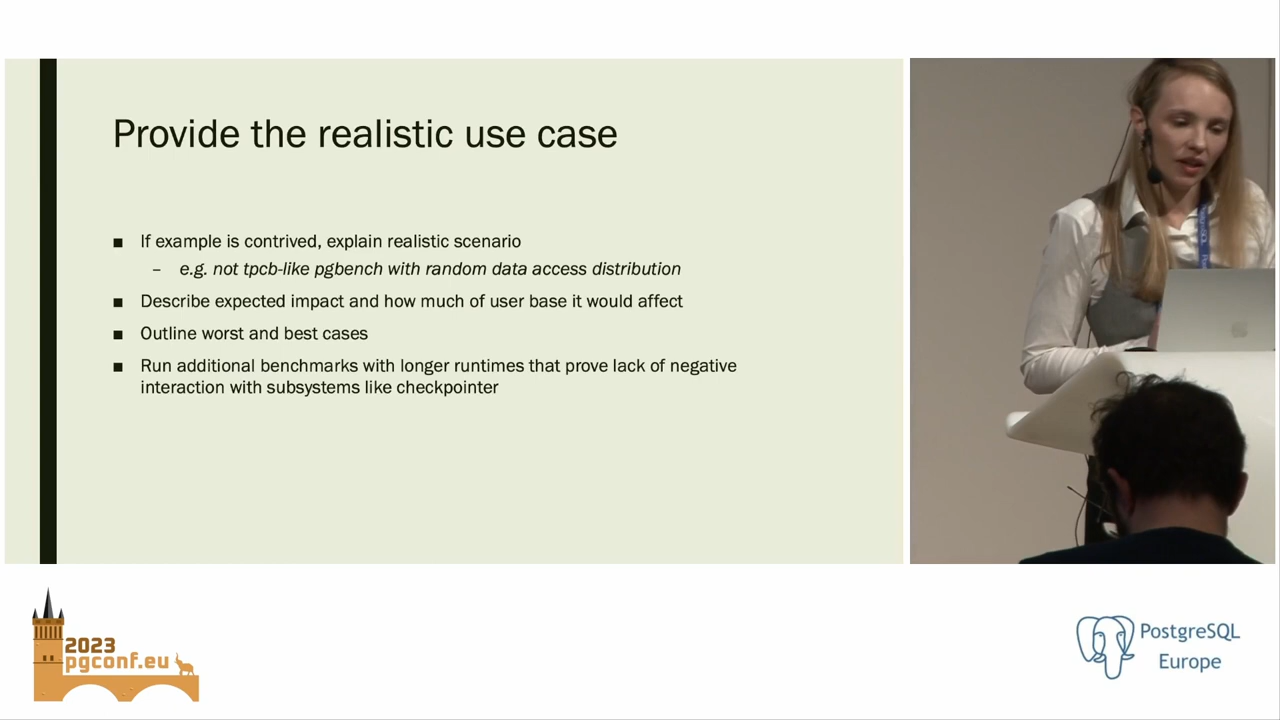 Provide the realistic use case
■ If example is contrived, explain realistic scenario
– e.g. not tpcb-like pgbench with random data access distribution
■ Describe expected impact and how much of user base it would affect
■ Outline worst and best cases
■ Run additional benchmarks with longer runtimes that prove lack of negative
interaction with subsystems like checkpointer
2023
pgconf.eu
PostgreSQL
Europe